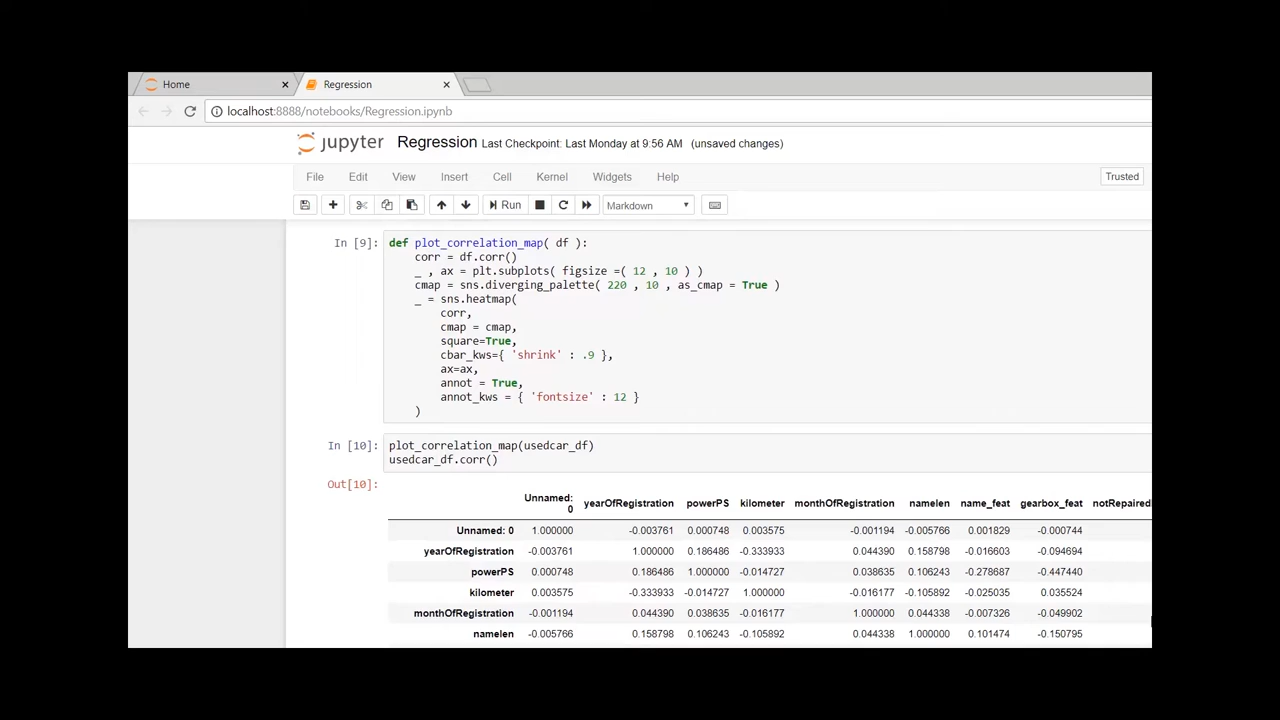 Home
Regression
localhost:8888/notebooks/Regression.ipynb
jupyter Regression Last Checkpoint: Last Monday at 9:56 AM (unsaved changes)
File Edit View Insert Cell Kernel Widgets Help Trusted
Run Markdown
In [9]: def plot_correlation_map( df ):
corr = df.corr()
_ , ax = plt.subplots( figsize =( 12 , 10 ) )
cmap = sns.diverging_palette( 220 , 10 , as_cmap = True )
_ = sns.heatmap(
corr,
cmap = cmap,
square=True,
cbar_kws={ 'shrink' : .9 },
ax=ax,
annot = True,
annot_kws = { 'fontsize' : 12 }
)
In [10]: plot_correlation_map(usedcar_df)
usedcar_df.corr()
Out[10]:
Unnamed: 0 yearOfRegistration powerPS kilometer monthOfRegistration namelen name_feat gearbox_feat notRepaired
Unnamed: 0 1.000000 -0.003761 0.000748 0.003575 -0.001194 -0.005766 0.001829 -0.000744
yearOfRegistration -0.003761 1.000000 0.186486 -0.333933 0.044390 0.158798 -0.016603 -0.094694
powerPS 0.000748 0.186486 1.000000 -0.014727 0.038635 0.106243 -0.278687 -0.447440
kilometer 0.003575 -0.333933 -0.014727 1.000000 -0.016177 -0.105892 -0.025035 0.035524
monthOfRegistration -0.001194 0.044390 0.038635 -0.016177 1.000000 0.044338 -0.007326 -0.049902
namelen -0.005766 0.158798 0.106243 -0.105892 0.044338 1.000000 0.101474 -0.150795